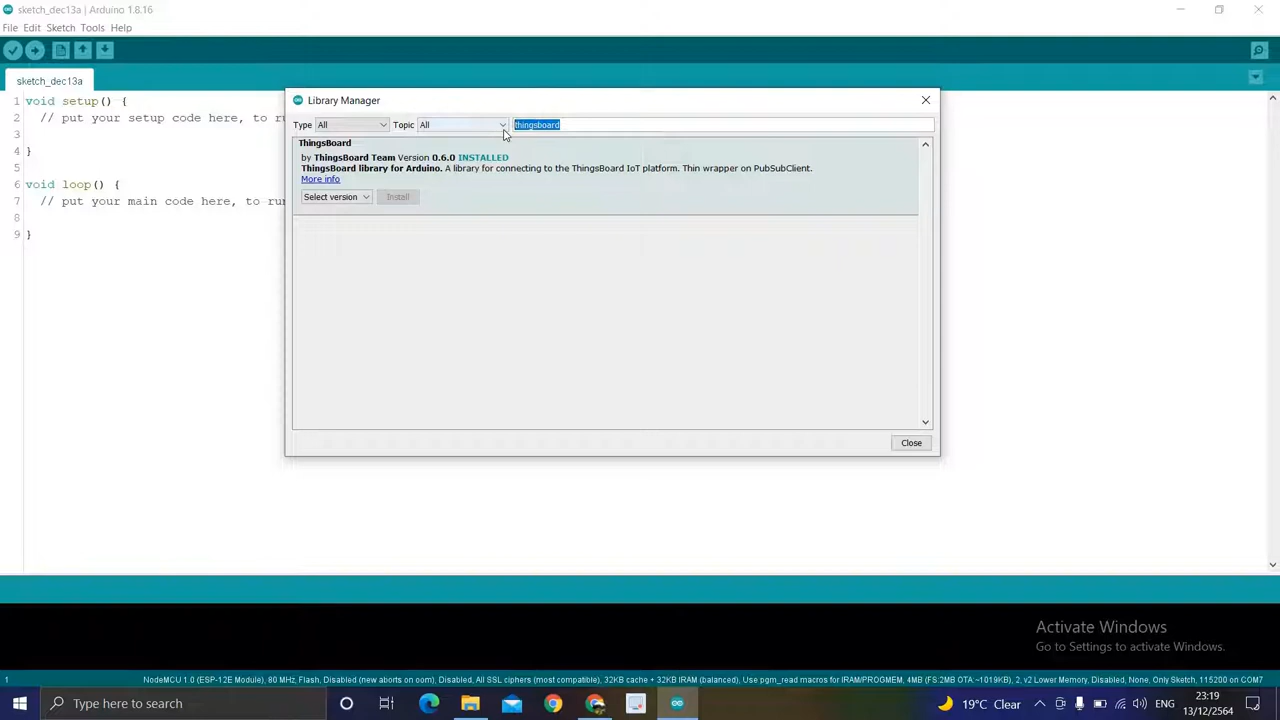 sketch_dec13a | Arduino 1.8.16
File Edit Sketch Tools Help
sketch_dec13a
1 void setup() {
2 // put your setup code here, to ru
3
4 }
5
6 void loop() {
7 // put your main code here, to run
8
9 }
Library Manager
Type All Topic All thingsboard
ThingsBoard
by ThingsBoard Team Version 0.6.0 INSTALLED
ThingsBoard library for Arduino. A library for connecting to the ThingsBoard IoT platform. Thin wrapper on PubSubClient.
More info
Select version Install
Close
Activate Windows
Go to Settings to activate Windows.
1 NodeMCU 1.0 (ESP-12E Module), 80 MHz, Flash, Disabled (new aborts on oom), Disabled, All SSL ciphers (most compatible), 32KB cache + 32KB IRAM (balanced), Use pgm_read macros for IRAM/PROGMEM, 4MB (FS:2MB OTA:~1019KB), 2, v2 Lower Memory, Disabled, None, Only Sketch, 115200 on COM7
Type here to search
19°C Clear
ENG
23:19
13/12/2564